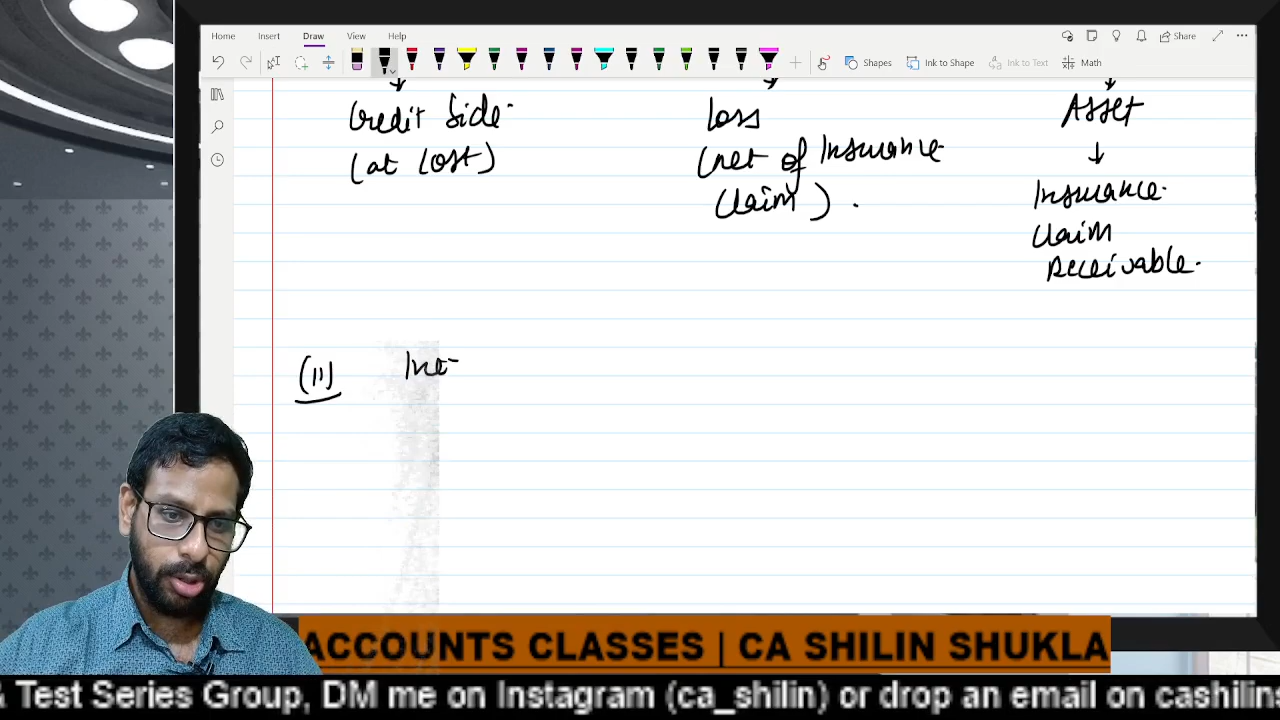 Home Insert Draw View Help Share
Shapes Ink to Shape Ink to Text Math
Credit Side Loss Asset
(at Cost) (net of Insurance Insurance
Claim). Claim
Receivable.
(11)
ACCOUNTS CLASSES | CA SHILIN SHUKLA
& Test Series Group, DM me on Instagram (ca_shilin) or drop an email on cashilins